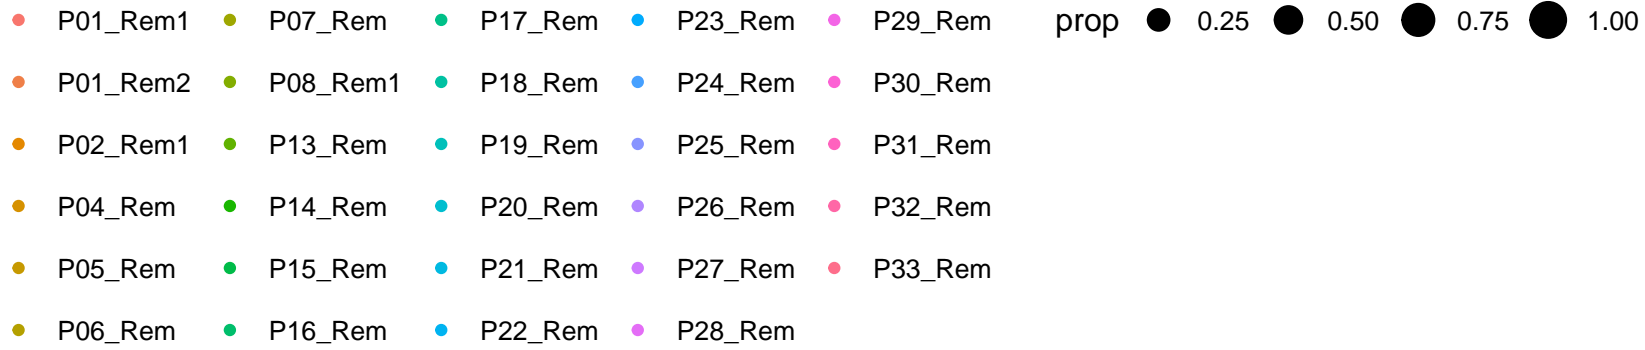 P01_Rem1 P07_Rem P17_Rem P23_Rem P29_Rem prop 0.25 0.50 0.75 1.00
P01_Rem2 P08_Rem1 P18_Rem P24_Rem P30_Rem
P02_Rem1 P13_Rem P19_Rem P25_Rem P31_Rem
P04_Rem P14_Rem P20_Rem P26_Rem P32_Rem
P05_Rem P15_Rem P21_Rem P27_Rem P33_Rem
P06_Rem P16_Rem P22_Rem P28_Rem